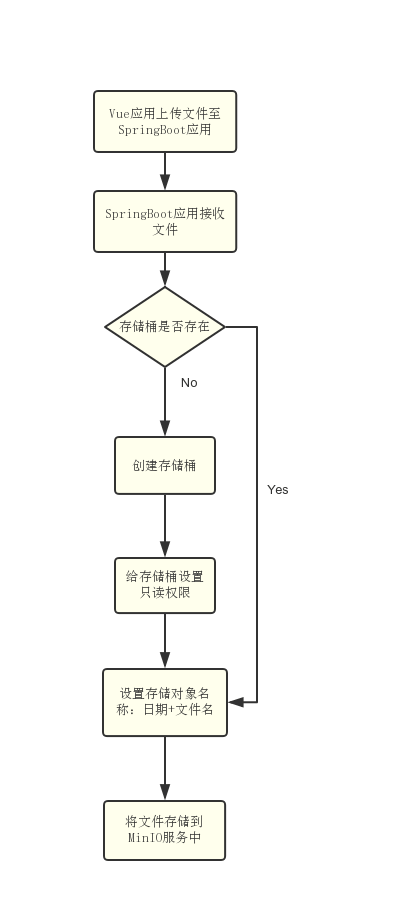 Vue应用上传文件至
SpringBoot应用
SpringBoot应用接收
文件
存储桶是否存在
No
创建存储桶
Yes
给存储桶设置
只读权限
设置存储对象名
称：日期+文件名
将文件存储到
MinIO服务中